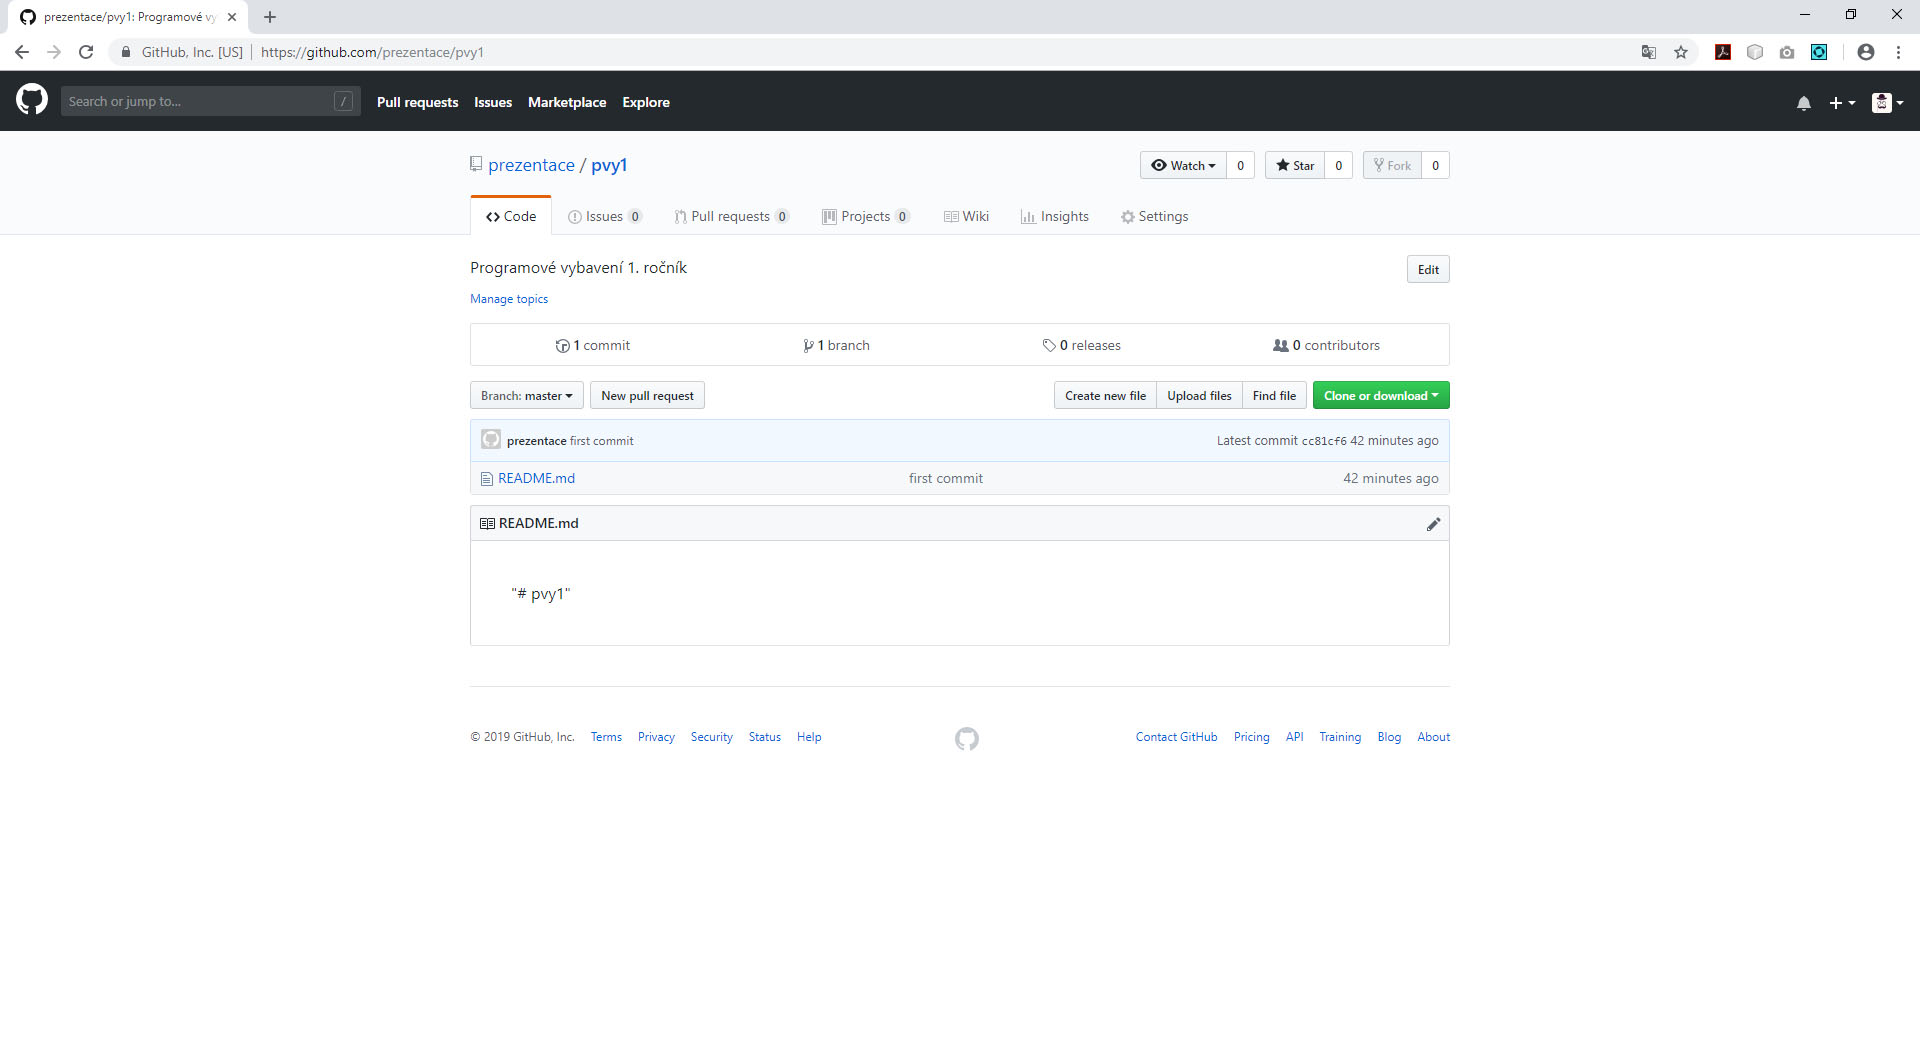 prezentace/pvy1: Programové vy
GitHub, Inc. [US] https://github.com/prezentace/pvy1
Search or jump to... / Pull requests Issues Marketplace Explore
prezentace / pvy1 Watch 0 Star 0 Fork 0
Code Issues 0 Pull requests 0 Projects 0 Wiki Insights Settings
Programové vybavení 1. ročník Edit
Manage topics
1 commit 1 branch 0 releases 0 contributors
Branch: master New pull request Create new file Upload files Find file Clone or download
prezentace first commit Latest commit cc81cf6 42 minutes ago
README.md first commit 42 minutes ago
README.md
"# pvy1"
© 2019 GitHub, Inc. Terms Privacy Security Status Help Contact GitHub Pricing API Training Blog About